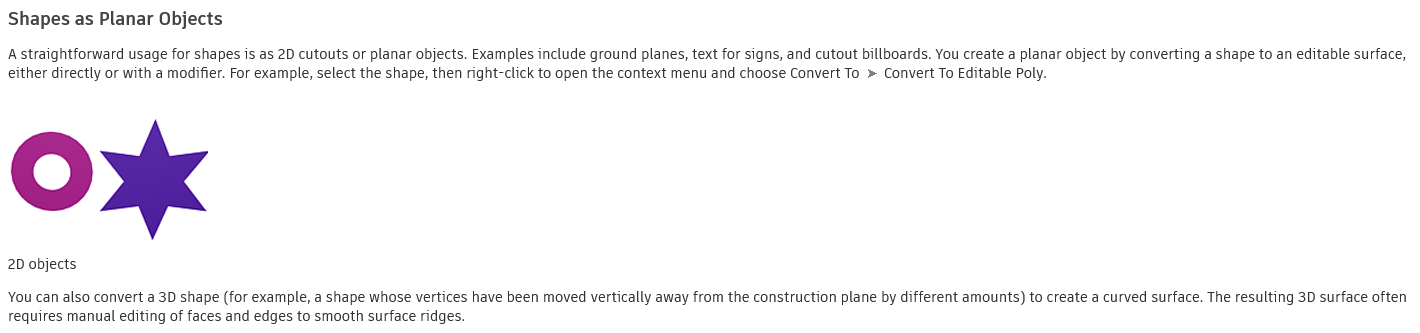 Shapes as Planar Objects
A straightforward usage for shapes is as 2D cutouts or planar objects. Examples include ground planes, text for signs, and cutout billboards. You create a planar object by converting a shape to an editable surface,
either directly or with a modifier. For example, select the shape, then right-click to open the context menu and choose Convert To ➤ Convert To Editable Poly.
2D objects
You can also convert a 3D shape (for example, a shape whose vertices have been moved vertically away from the construction plane by different amounts) to create a curved surface. The resulting 3D surface often
requires manual editing of faces and edges to smooth surface ridges.